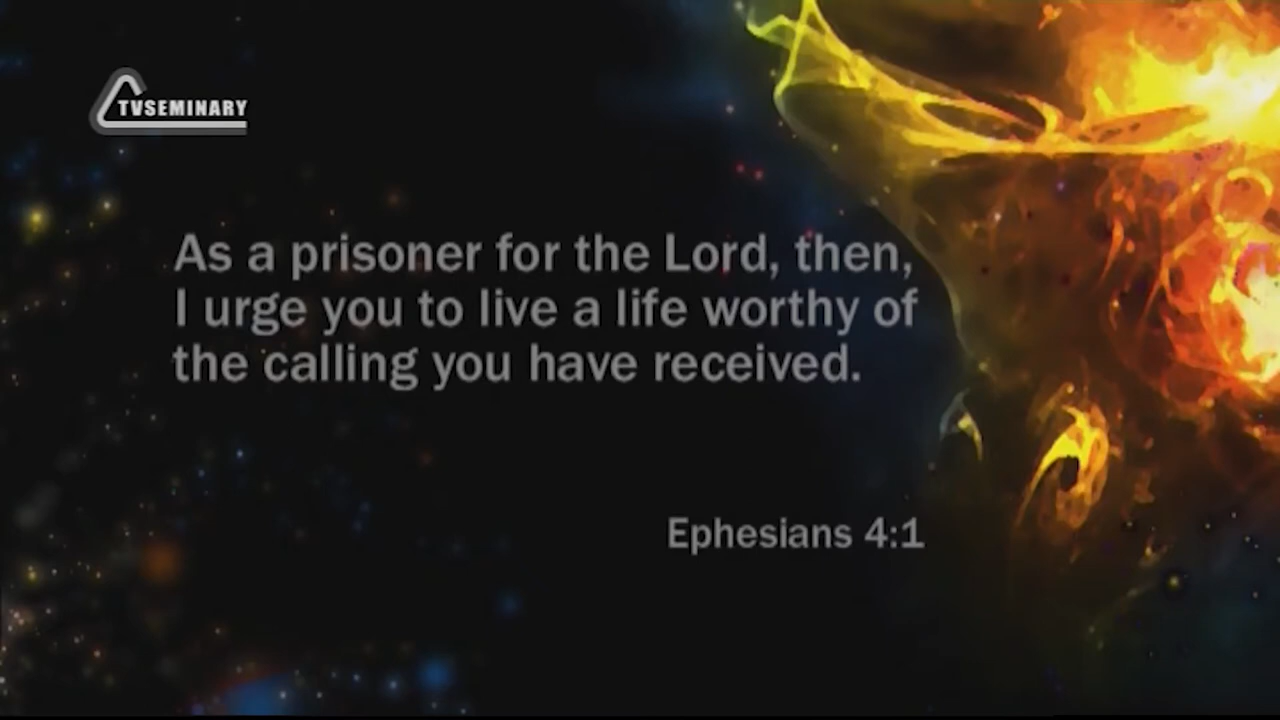 TVSEMINARY
As a prisoner for the Lord, then,
I urge you to live a life worthy of
the calling you have received.
Ephesians 4:1